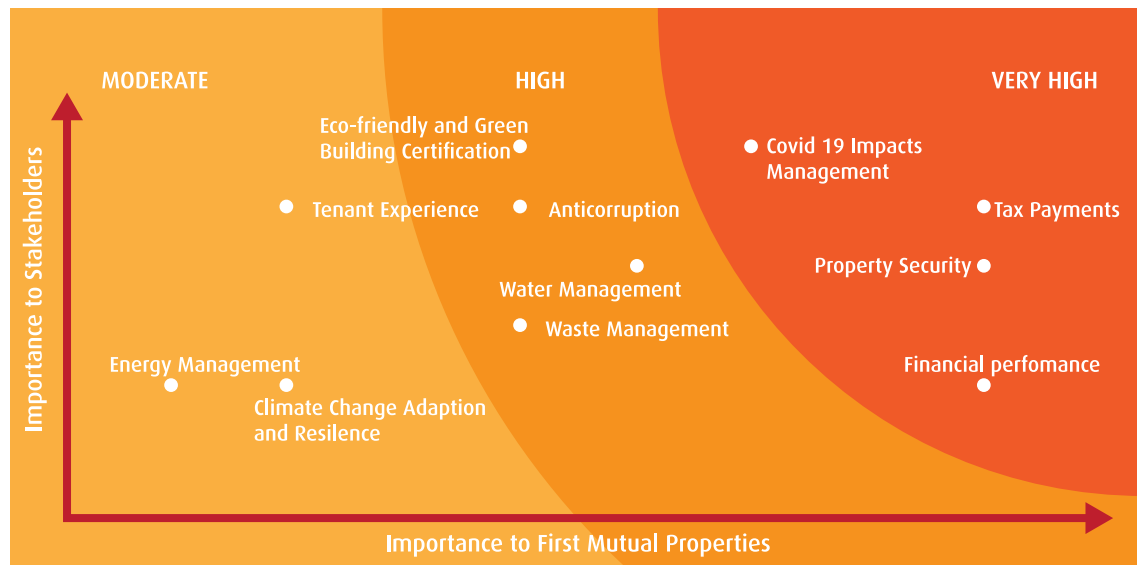 MODERATE
HIGH
VERY HIGH
Importance to Stakeholders
Eco-friendly and Green
Building Certification
Covid 19 Impacts
Management
Tenant Experience
Anticorruption
Tax Payments
Property Security
Water Management
Waste Management
Energy Management
Financial perfomance
Climate Change Adaption
and Resilence
Importance to First Mutual Properties